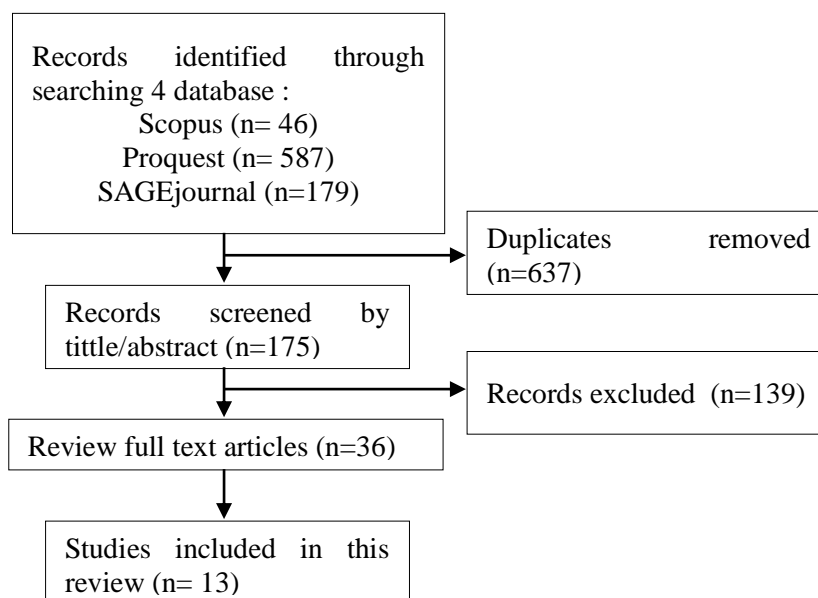 Records identified through
searching 4 database :
Scopus (n= 46)
Proquest (n= 587)
SAGEjournal (n=179)
Duplicates removed
(n=637)
Records screened by
tittle/abstract (n=175)
Records excluded (n=139)
Review full text articles (n=36)
Studies included in this
review (n= 13)